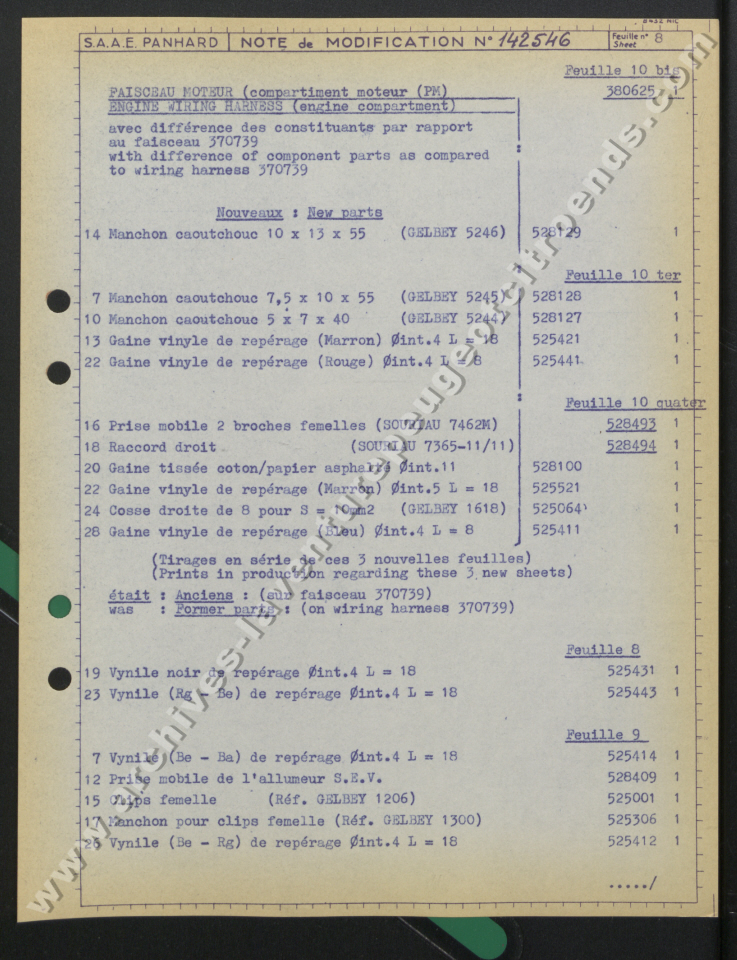 S.A.A.E. PANHARD NOTE de MODIFICATION N° 142546 Feuille n° Sheet 8
Feuille 10 bis
FAISCEAU MOTEUR (compartiment moteur (PM) 380625 1
ENGINE WIRING HARNESS (engine compartment)
avec différence des constituants par rapport
au faisceau 370739
with difference of component parts as compared
to wiring harness 370739
Nouveaux : New parts
14 Manchon caoutchouc 10 x 13 x 55 (GELBEY 5246) 528129 1
Feuille 10 ter
7 Manchon caoutchouc 7,5 x 10 x 55 (GELBEY 5245) 528128 1
10 Manchon caoutchouc 5 x 7 x 40 (GELBEY 5244) 528127 1
13 Gaine vinyle de repérage (Marron) Øint.4 L = 18 525421 1
22 Gaine vinyle de repérage (Rouge) Øint.4 L = 8 525441 1
Feuille 10 quater
16 Prise mobile 2 broches femelles (SOURIAU 7462M) 528493 1
18 Raccord droit (SOURIAU 7365-11/11) 528494 1
20 Gaine tissée coton/papier asphalté Øint.11 528100 1
22 Gaine vinyle de repérage (Marron) Øint.5 L = 18 525521 1
24 Cosse droite de 8 pour S = 10mm2 (GELBEY 1618) 525064 1
28 Gaine vinyle de repérage (Bleu) Øint.4 L = 8 525411 1
(Tirages en série de ces 3 nouvelles feuilles)
(Prints in production regarding these 3 new sheets)
était : Anciens : (sur faisceau 370739)
was : Former parts : (on wiring harness 370739)
Feuille 8
19 Vynile noir de repérage Øint.4 L = 18 525431 1
23 Vynile (Rg - Be) de repérage Øint.4 L = 18 525443 1
Feuille 9
7 Vynile (Be - Ba) de repérage Øint.4 L = 18 525414 1
12 Prise mobile de l'allumeur S.E.V. 528409 1
15 Clips femelle (Réf. GELBEY 1206) 525001 1
17 Manchon pour clips femelle (Réf. GELBEY 1300) 525306 1
26 Vynile (Be - Rg) de repérage Øint.4 L = 18 525412 1
...../
www.archives-laventurepeugeotcitroends.com